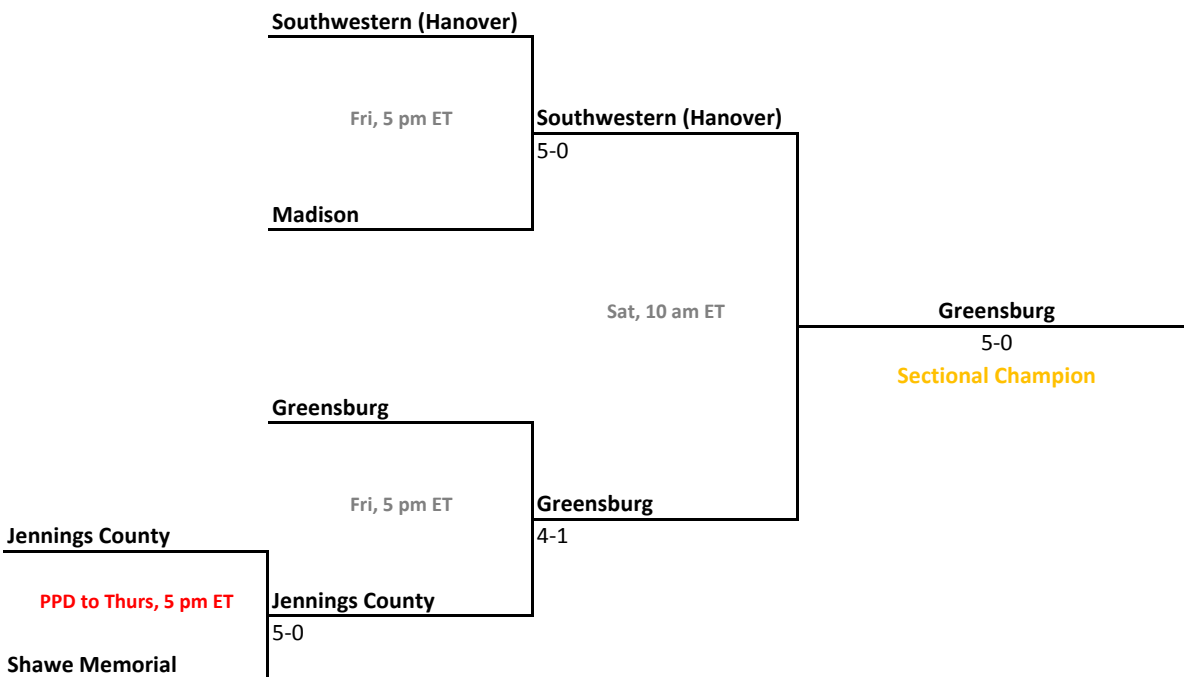 Southwestern (Hanover)
Fri, 5 pm ET
Southwestern (Hanover)
5-0
Madison
Sat, 10 am ET
Greensburg
5-0
Sectional Champion
Greensburg
Fri, 5 pm ET
Greensburg
4-1
Jennings County
PPD to Thurs, 5 pm ET
Jennings County
5-0
Shawe Memorial